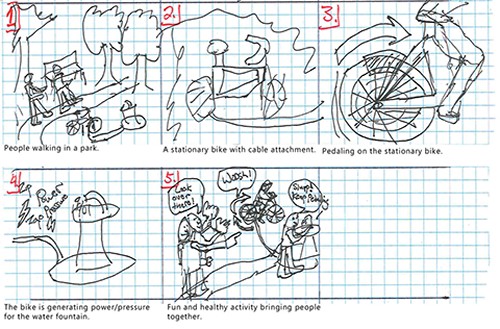 1.
2.
3.
People walking in a park.
A stationary bike with cable attachment.
Pedaling on the stationary bike.
4.
Power
5.
Look
over
there!
Woosh!
The bike is generating power/pressure
for the water fountain.
Fun and healthy activity bringing people
together.